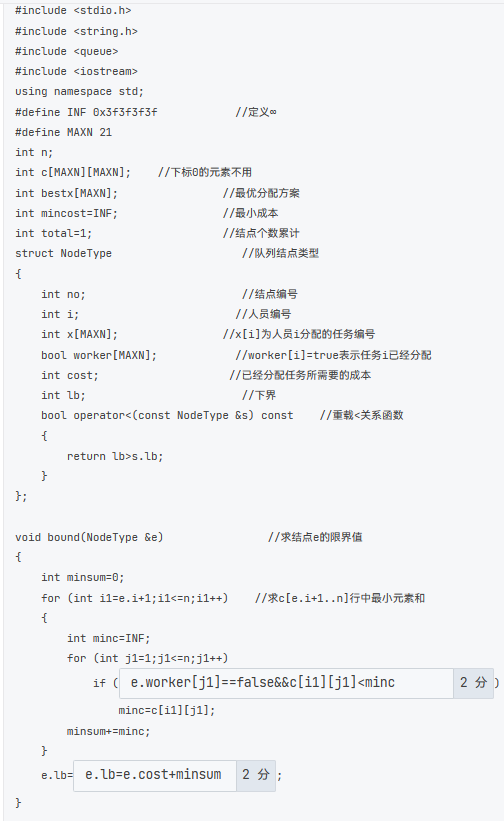 #include <stdio.h>
#include <string.h>
#include <queue>
#include <iostream>
using namespace std;
#define INF 0x3f3f3f3f //定义∞
#define MAXN 21
int n;
int c[MAXN][MAXN]; //下标0的元素不用
int bestx[MAXN]; //最优分配方案
int mincost=INF; //最小成本
int total=1; //结点个数累计
struct NodeType //队列结点类型
{
int no; //结点编号
int i; //人员编号
int x[MAXN]; //x[i]为人员i分配的任务编号
bool worker[MAXN]; //worker[i]=true表示任务i已经分配
int cost; //已经分配任务所需要的成本
int lb; //下界
bool operator<(const NodeType &s) const //重载<关系函数
{
return lb>s.lb;
}
};
void bound(NodeType &e) //求结点e的限界值
{
int minsum=0;
for (int i1=e.i+1;i1<=n;i1++) //求c[e.i+1..n]行中最小元素和
{
int minc=INF;
for (int j1=1;j1<=n;j1++)
if ( e.worker[j1]==false&&c[i1][j1]<minc 2 分 )
minc=c[i1][j1];
minsum+=minc;
}
e.lb= e.lb=e.cost+minsum 2 分 ;
}